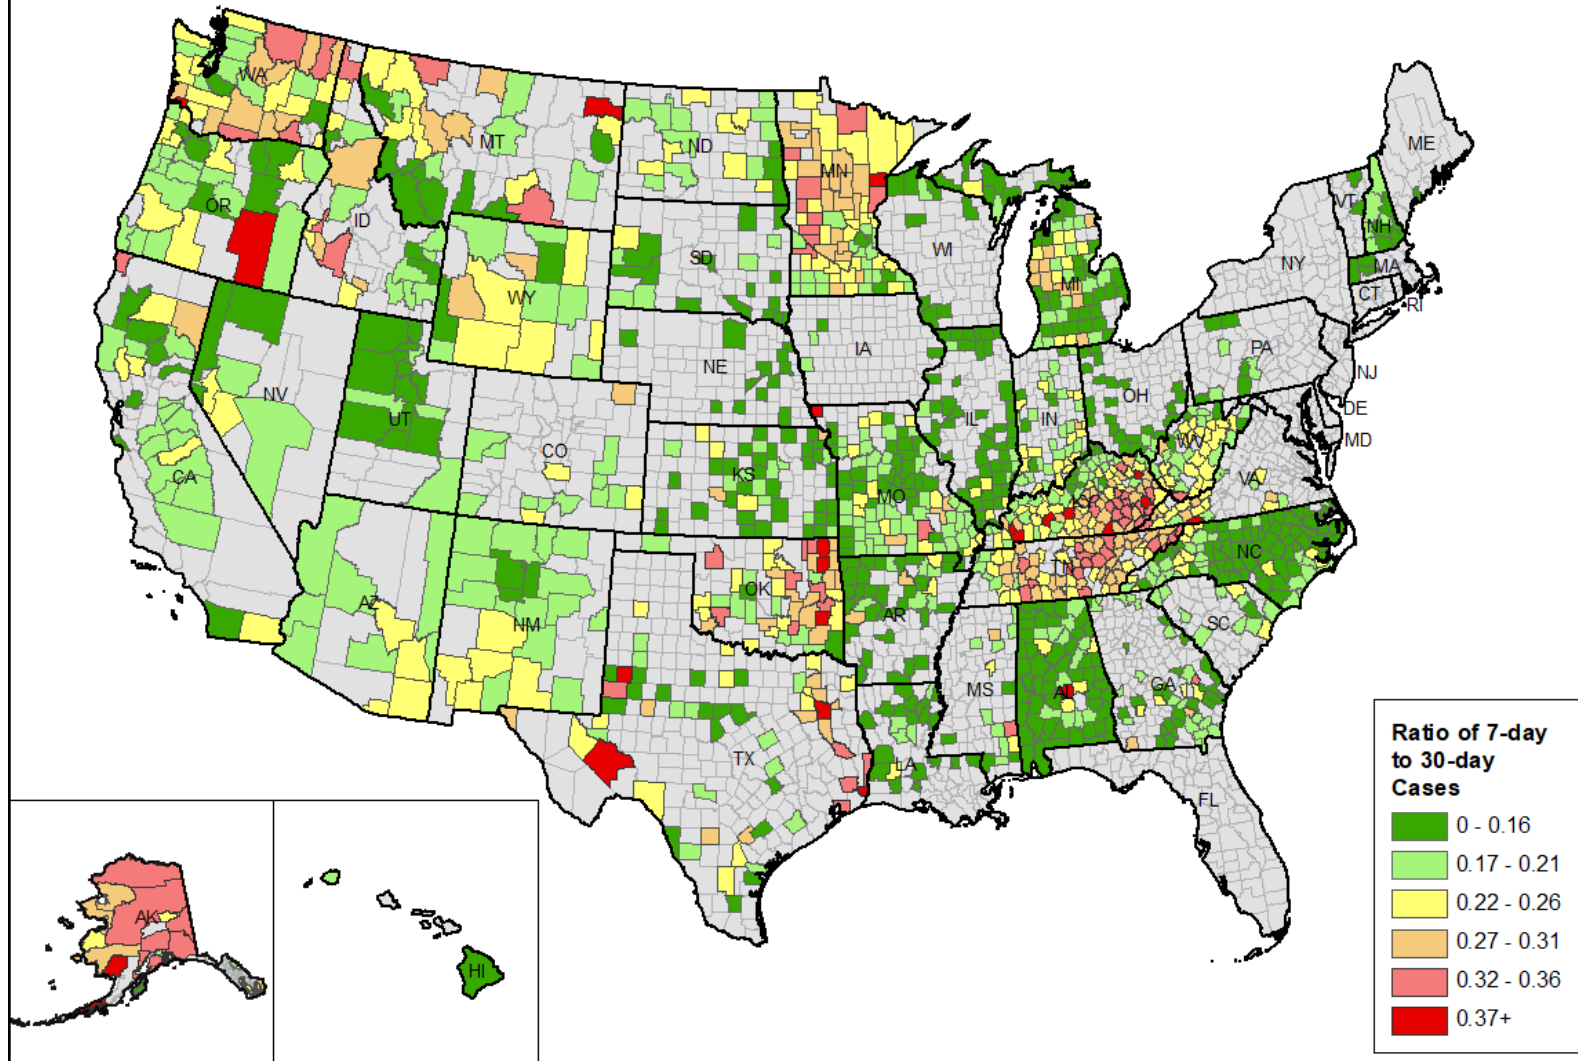 WA
MT
ND
MN
ME
OR
ID
SD
WI
VT
NH
NY
MA
CT
RI
WY
MI
IA
NE
PA
NJ
NV
UT
CO
IL
IN
OH
DE
MD
WV
VA
CA
KS
MO
KY
AZ
NM
OK
AR
TN
NC
SC
MS
AL
GA
TX
LA
FL
AK
HI
Ratio of 7-day
to 30-day
Cases
0 - 0.16
0.17 - 0.21
0.22 - 0.26
0.27 - 0.31
0.32 - 0.36
0.37+